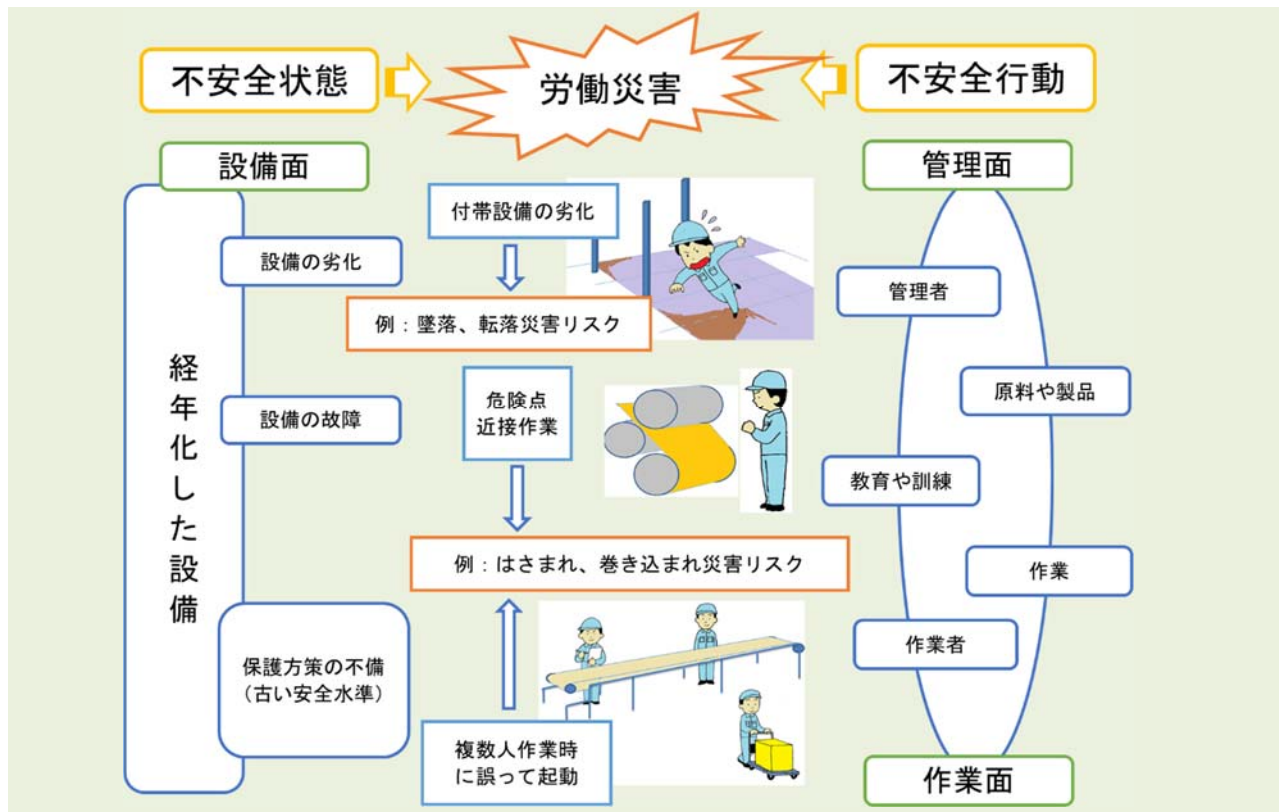 不安全状態
労働災害
不安全行動
設備面
経年化した設備
設備の劣化
設備の故障
保護方策の不備
（古い安全水準）
付帯設備の劣化
例：墜落、転落災害リスク
危険点
近接作業
例：はさまれ、巻き込まれ災害リスク
複数人作業時
に誤って起動
管理面
管理者
原料や製品
教育や訓練
作業
作業者
作業面